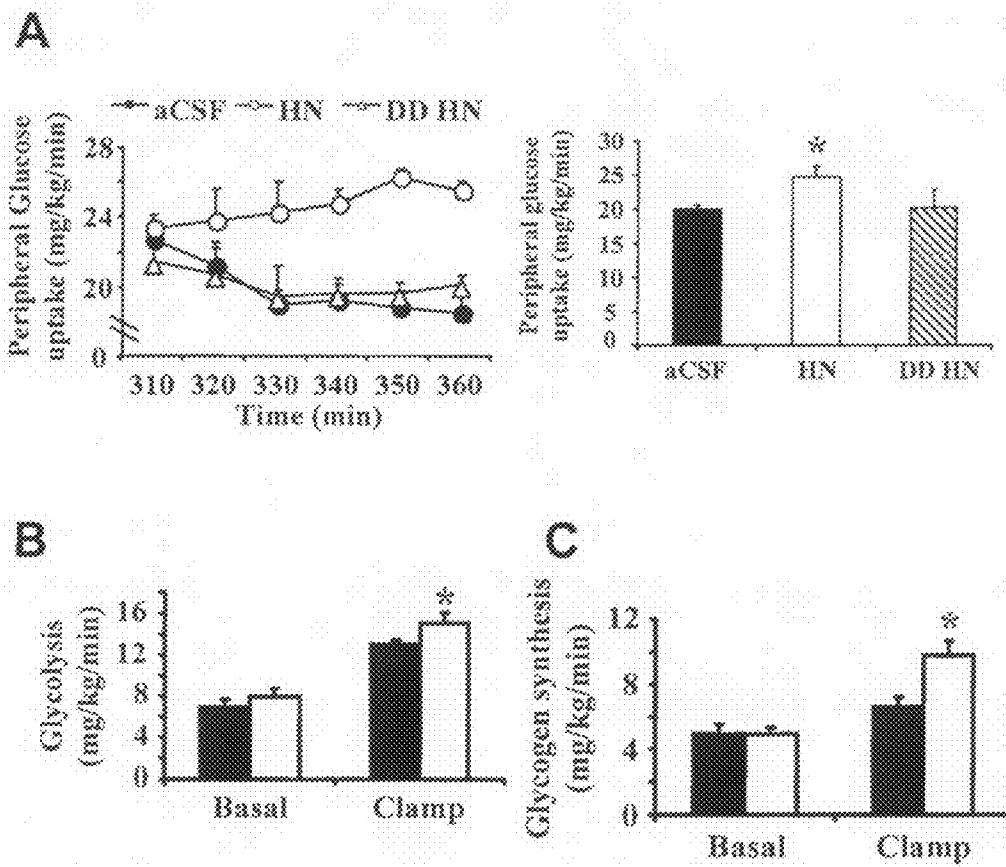 A
aCSF HN DD HN
Peripheral Glucose
uptake (mg/kg/min)
28
24
20
0
310 320 330 340 350 360
Time (min)
Peripheral glucose
uptake (mg/kg/min)
30
25
20
15
10
5
0
*
aCSF HN DD HN
B
Glycolysis
(mg/kg/min)
16
12
8
4
0
*
Basal Clamp
C
Glycogen synthesis
(mg/kg/min)
12
8
4
0
*
Basal Clamp